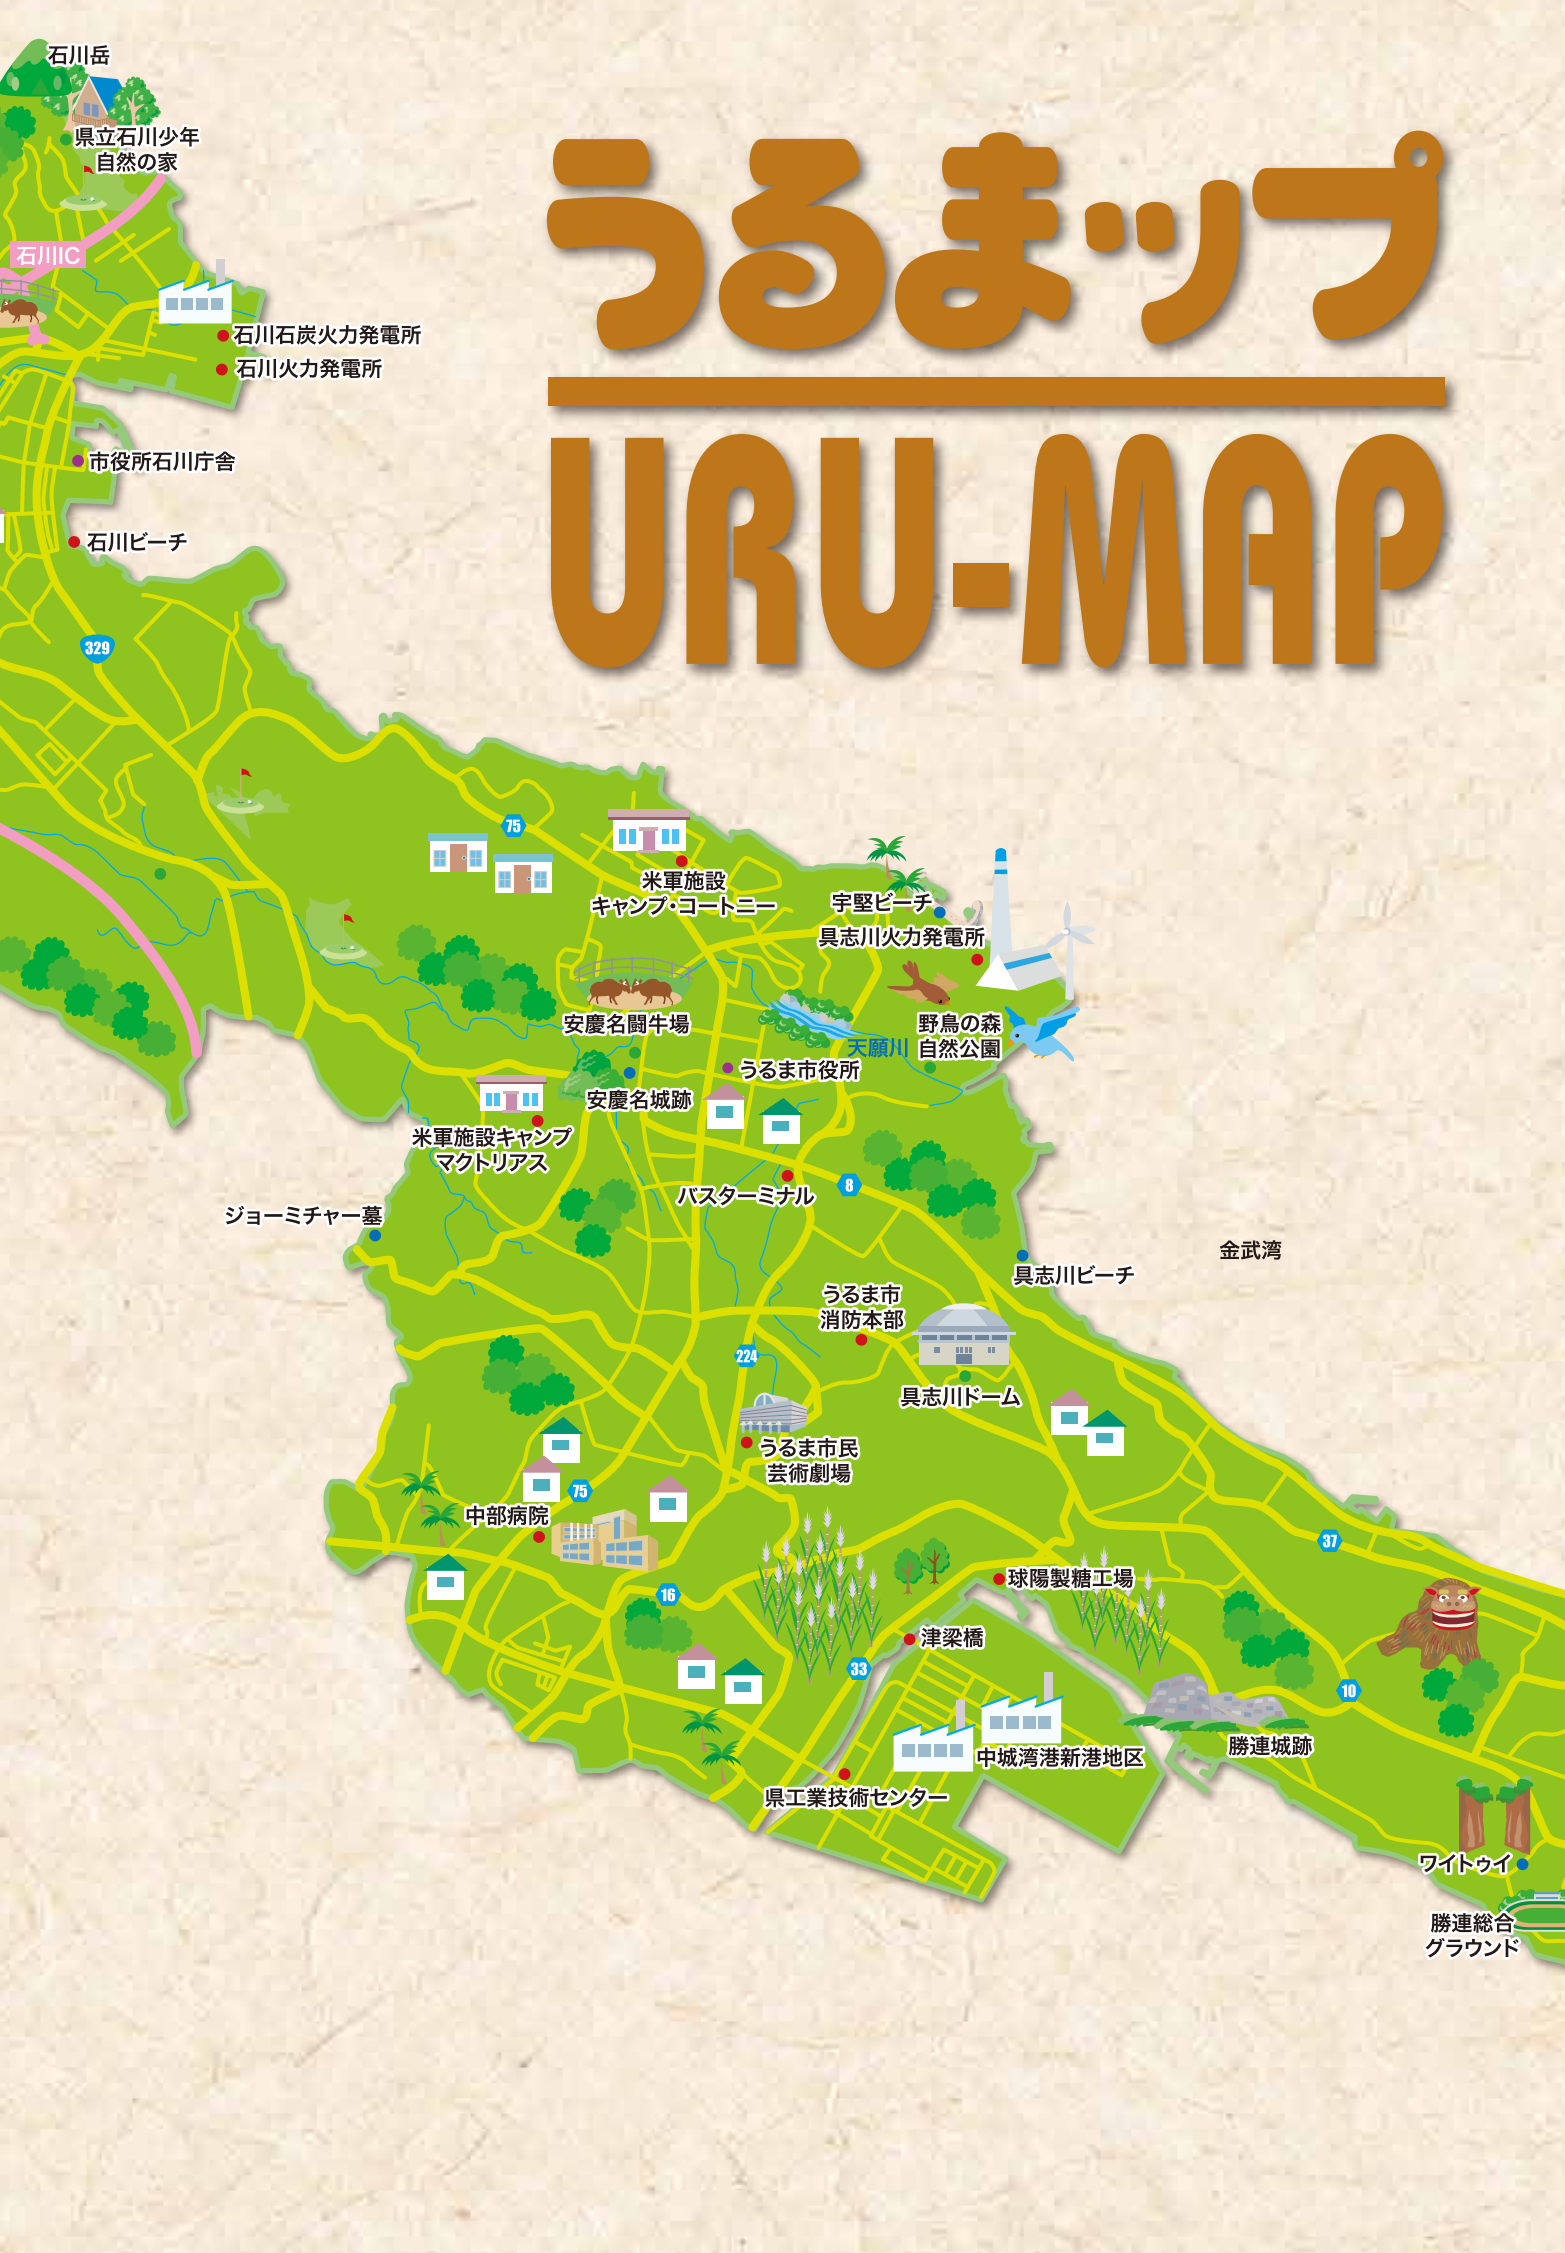 石川岳
県立石川少年
自然の家
うるまップ
石川IC
石川石炭火力発電所
石川火力発電所
URU-MAP
市役所石川庁舎
石川ビーチ
329
75
米軍施設
キャンプ・コートニー
宇堅ビーチ
具志川火力発電所
安慶名闘牛場
野鳥の森
自然公園
天願川
うるま市役所
安慶名城跡
米軍施設キャンプ
マクトリアス
8
バスターミナル
ジョーミチャー墓
金武湾
具志川ビーチ
うるま市
消防本部
224
具志川ドーム
うるま市民
芸術劇場
75
中部病院
37
球陽製糖工場
16
津梁橋
33
10
勝連城跡
中城湾港新港地区
県工業技術センター
ワイトゥイ
勝連総合
グラウンド